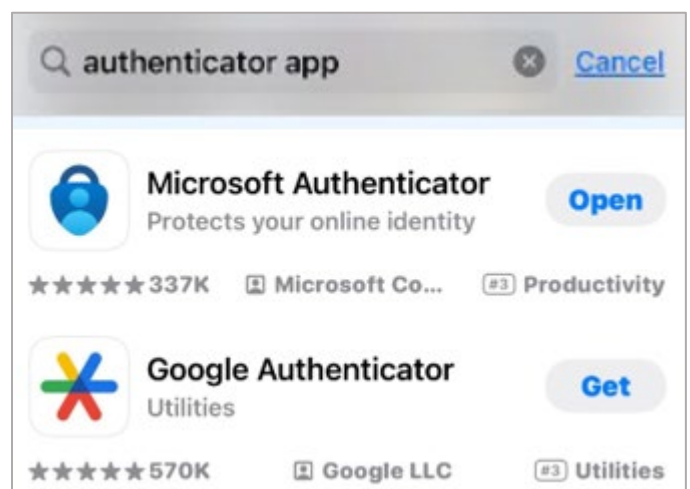 authenticator app Cancel
Microsoft Authenticator
Protects your online identity
Open
337K Microsoft Co... #3 Productivity
Google Authenticator
Utilities
Get
570K Google LLC #3 Utilities